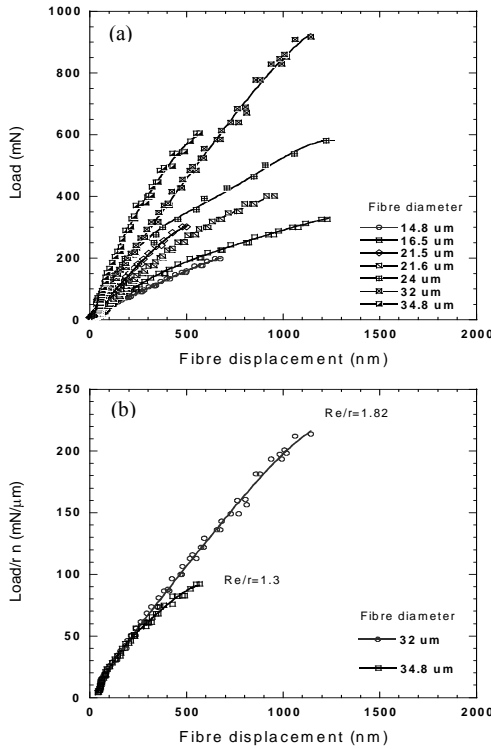 (a)
1000
800
600
400
200
0
Load (mN)
Fibre diameter
14.8 um
16.5 um
21.5 um
21.6 um
24 um
32 um
34.8 um
0 500 1000 1500 2000
Fibre displacement (nm)
(b)
250
200
150
100
50
0
Load/r n (mN/μm)
Re/r=1.82
Re/r=1.3
Fibre diameter
32 um
34.8 um
0 500 1000 1500 2000
Fibre displacement (nm)